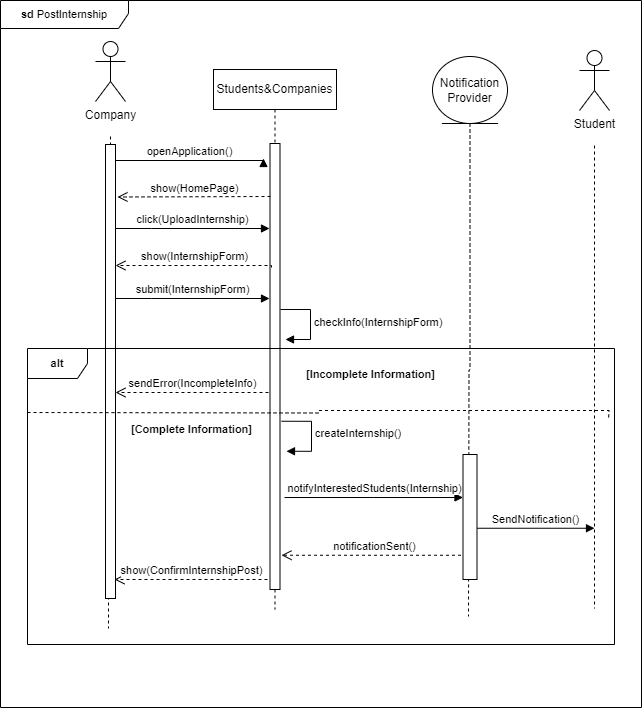 sd PostInternship
Company
Students&Companies
Notification
Provider
Student
openApplication()
show(HomePage)
click(UploadInternship)
show(InternshipForm)
submit(InternshipForm)
checkInfo(InternshipForm)
alt
[Incomplete Information]
sendError(IncompleteInfo)
[Complete Information]
createInternship()
notifyInterestedStudents(Internship)
SendNotification()
notificationSent()
show(ConfirmInternshipPost)